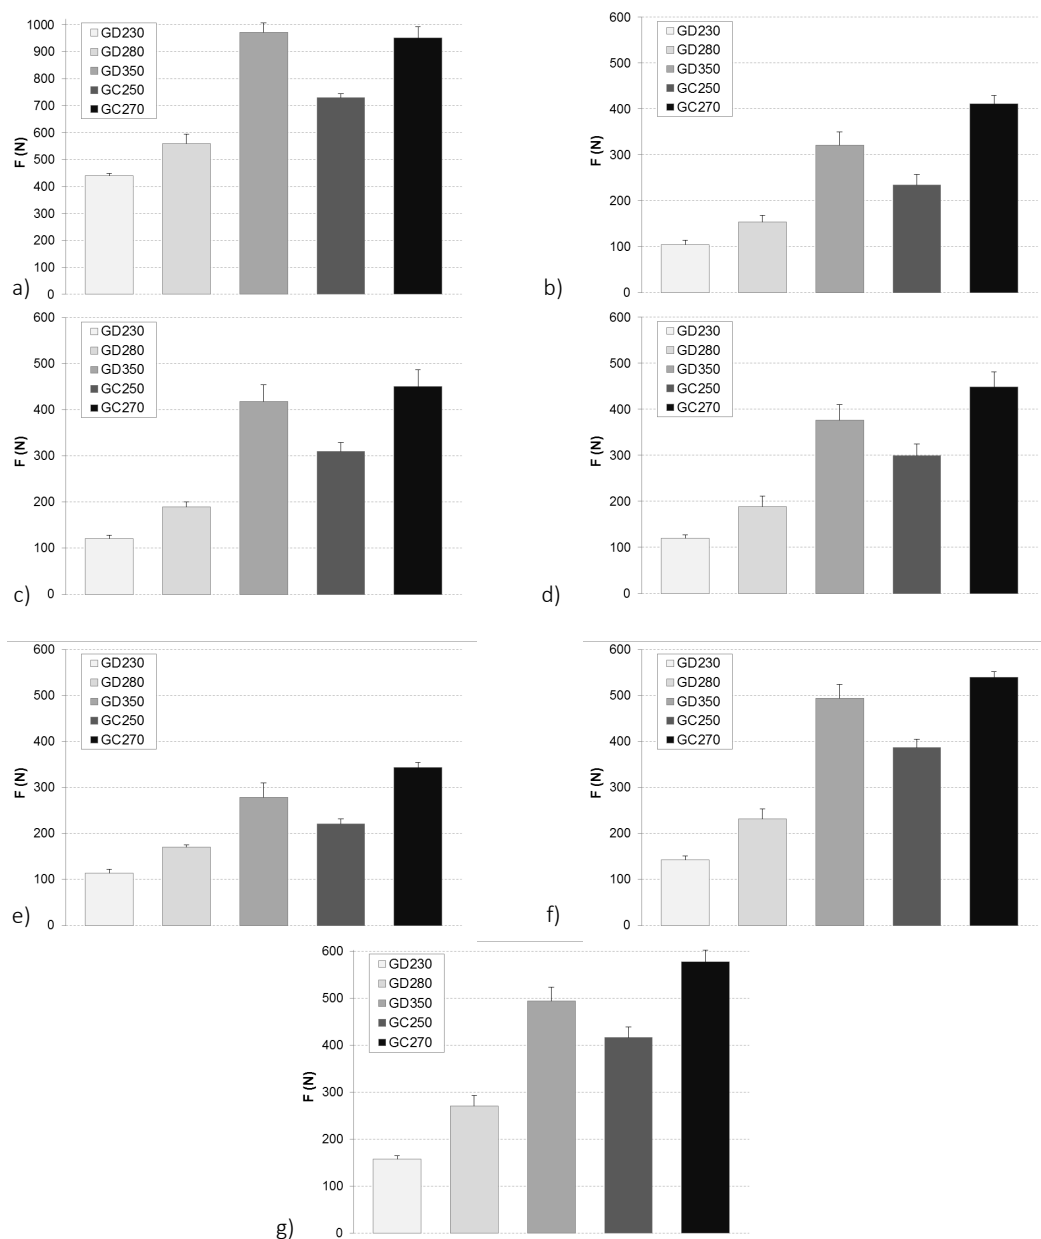 1000
900
800
700
600
500
400
300
200
100
0
F (N)
GD230
GD280
GD350
GC250
GC270
a)
600
500
400
300
200
100
0
F (N)
GD230
GD280
GD350
GC250
GC270
b)
600
500
400
300
200
100
0
F (N)
GD230
GD280
GD350
GC250
GC270
c)
600
500
400
300
200
100
0
F (N)
GD230
GD280
GD350
GC250
GC270
d)
600
500
400
300
200
100
0
F (N)
GD230
GD280
GD350
GC250
GC270
e)
600
500
400
300
200
100
0
F (N)
GD230
GD280
GD350
GC250
GC270
f)
600
500
400
300
200
100
0
F (N)
GD230
GD280
GD350
GC250
GC270
g)